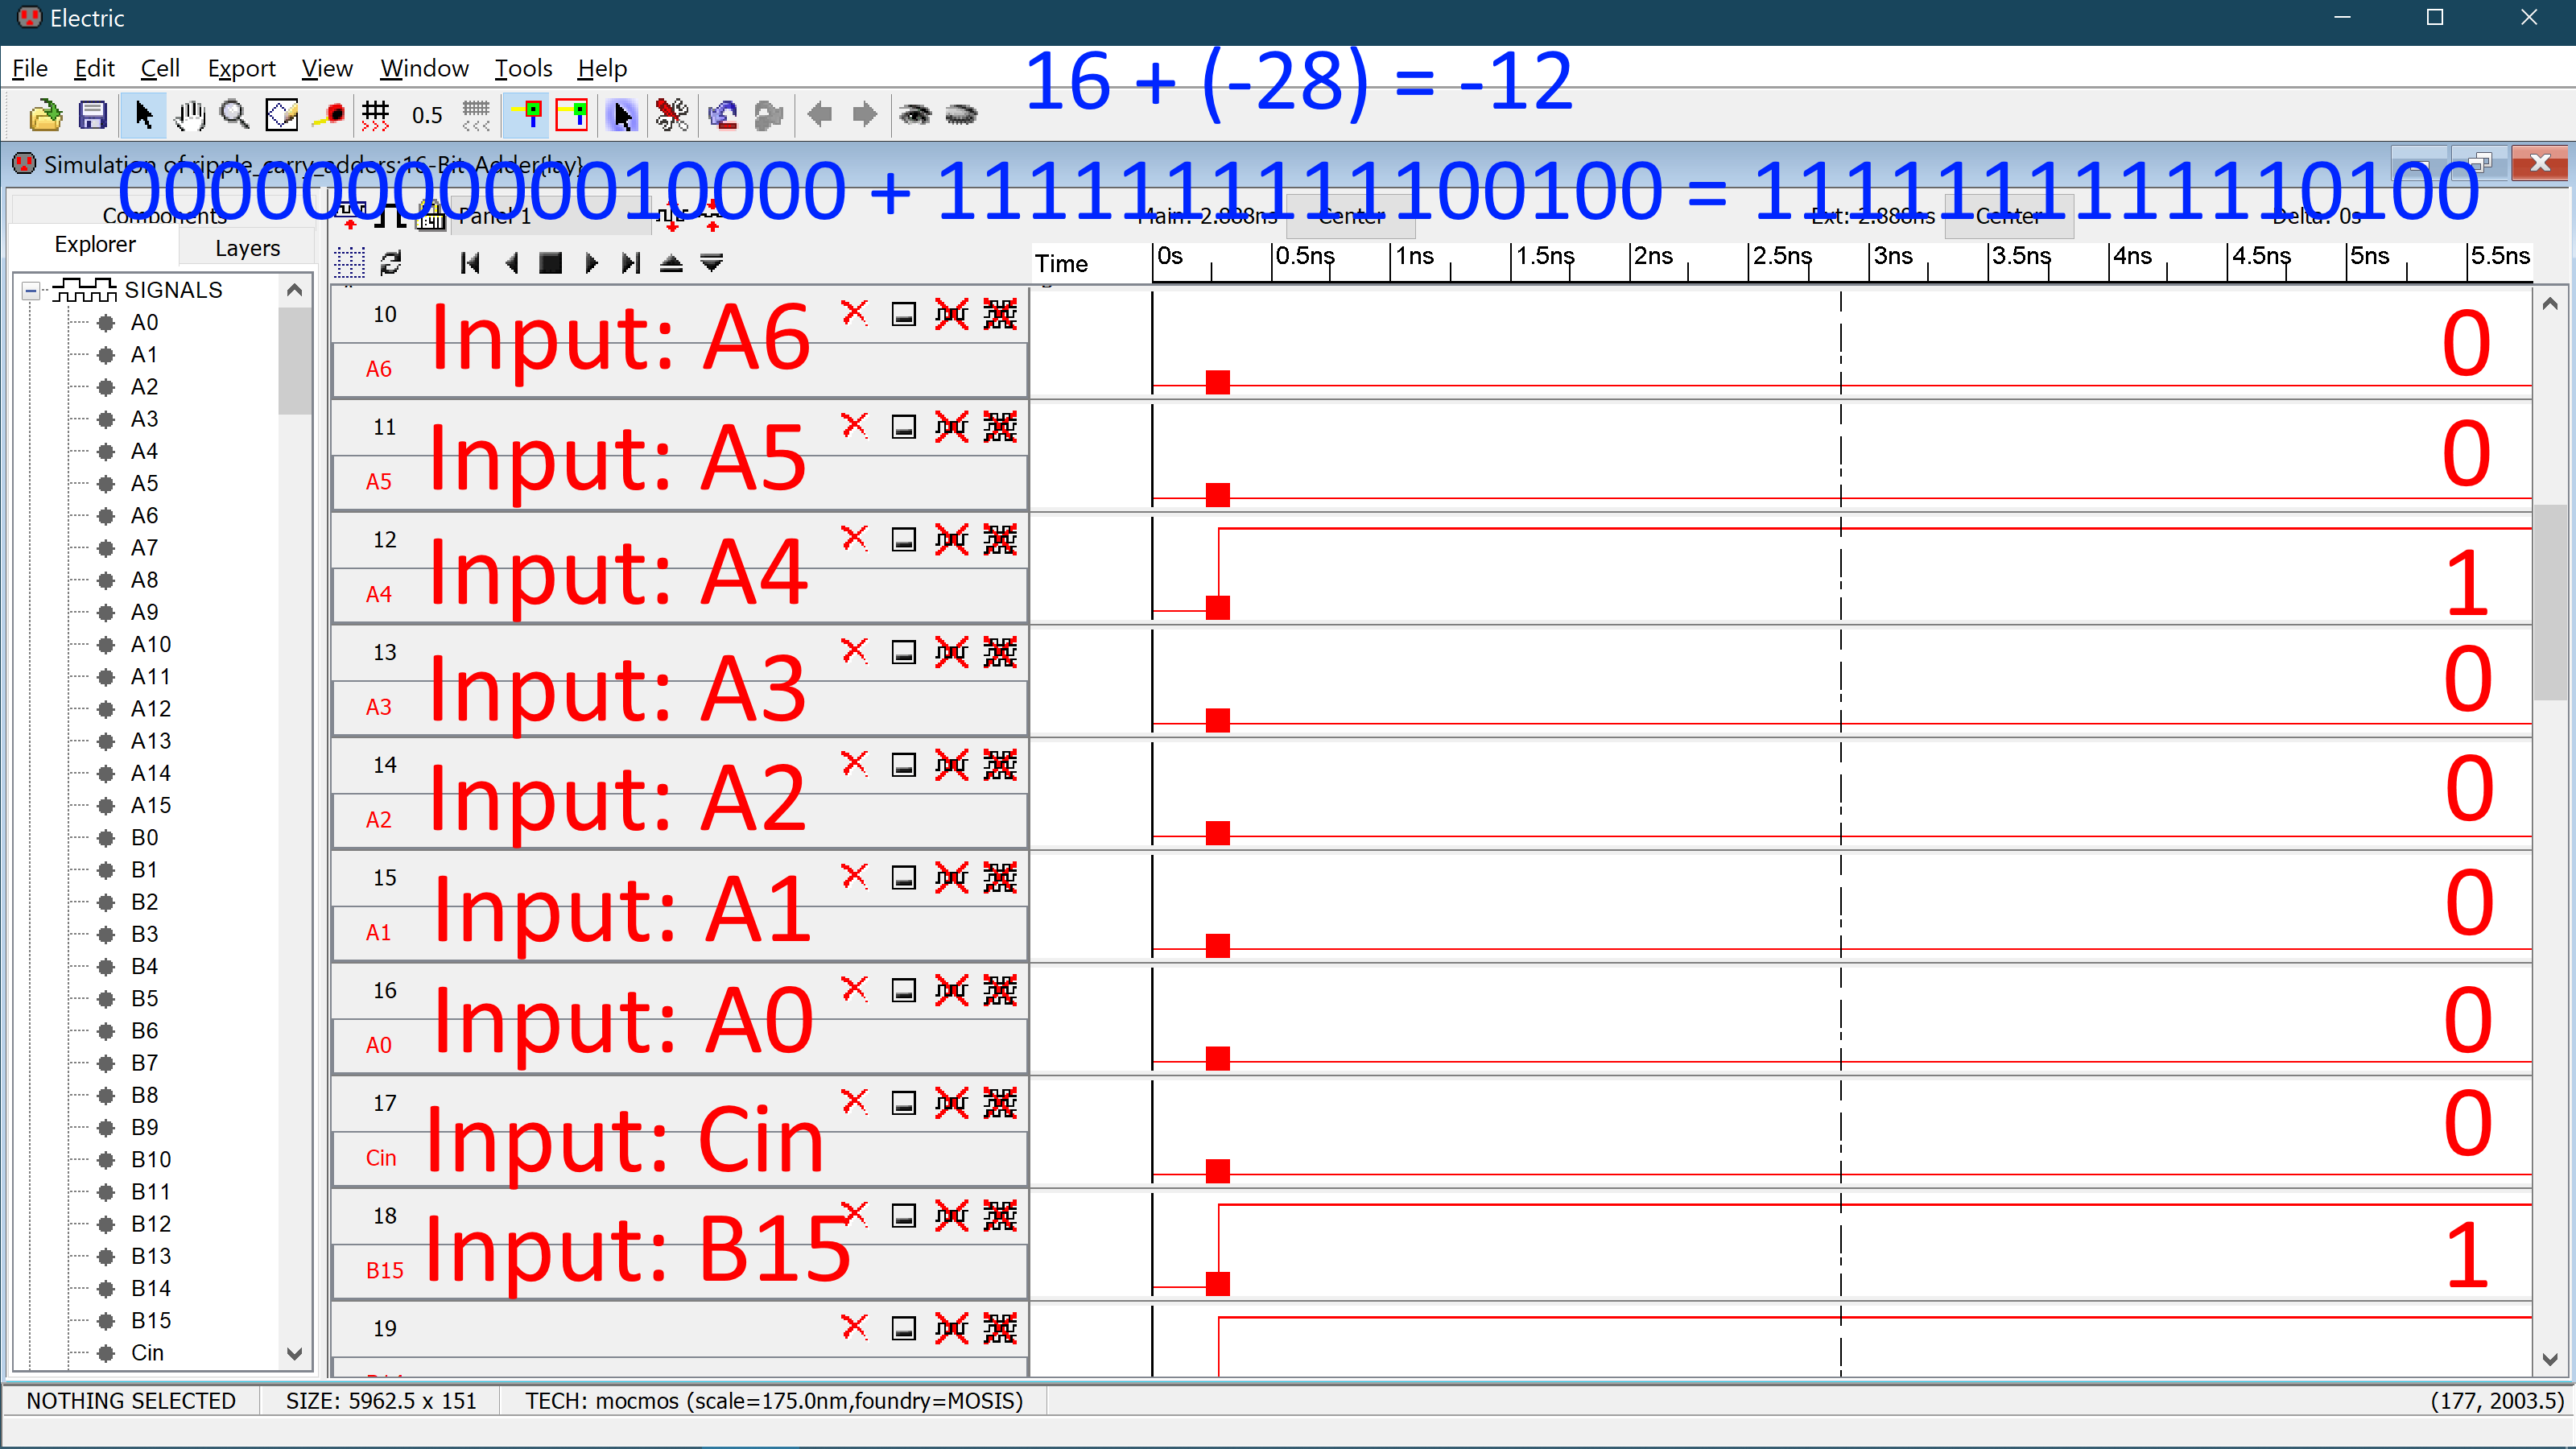 Electric
File Edit Cell Export View Window Tools Help
16 + (-28) = -12
0.5
Simulation of ripple_carry_adders:16-Bit-Adder{lay}
0000000000010000 + 1111111111100100 = 1111111111110100
Components
Panel 1
Main: 2.888ns Center Ext: 2.888ns Center Delta: 0s
Explorer Layers
Time 0s 0.5ns 1ns 1.5ns 2ns 2.5ns 3ns 3.5ns 4ns 4.5ns 5ns 5.5ns
SIGNALS
A0
A1
A2
A3
A4
A5
A6
A7
A8
A9
A10
A11
A12
A13
A14
A15
B0
B1
B2
B3
B4
B5
B6
B7
B8
B9
B10
B11
B12
B13
B14
B15
Cin
10 Input: A6 0
A6
11 Input: A5 0
A5
12 Input: A4 1
A4
13 Input: A3 0
A3
14 Input: A2 0
A2
15 Input: A1 0
A1
16 Input: A0 0
A0
17 Input: Cin 0
Cin
18 Input: B15 1
B15
19
NOTHING SELECTED SIZE: 5962.5 x 151 TECH: mocmos (scale=175.0nm,foundry=MOSIS) (177, 2003.5)